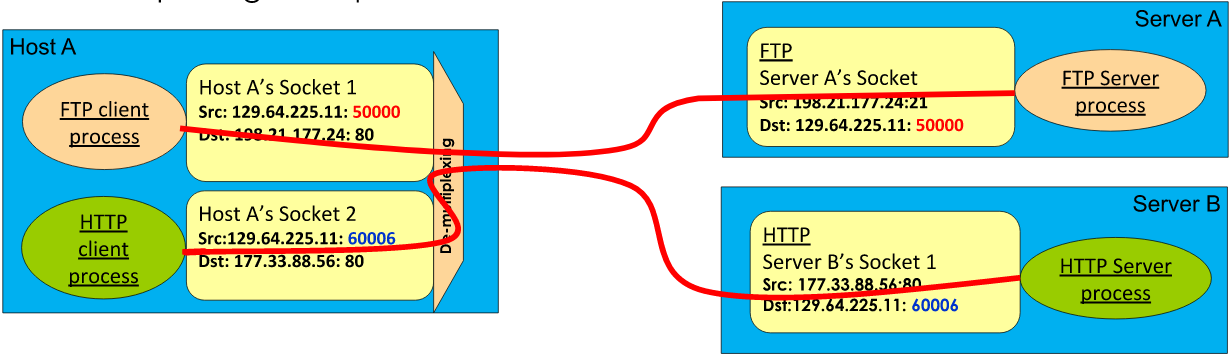 Host A
FTP client
process
Host A's Socket 1
Src: 129.64.225.11: 50000
Dst: 198.21.177.24: 80
HTTP
client
process
Host A's Socket 2
Src:129.64.225.11: 60006
Dst: 177.33.88.56: 80
De-multiplexing
Server A
FTP
Server A's Socket
Src: 198.21.177.24:21
Dst: 129.64.225.11: 50000
FTP Server
process
Server B
HTTP
Server B's Socket 1
Src: 177.33.88.56:80
Dst:129.64.225.11: 60006
HTTP Server
process